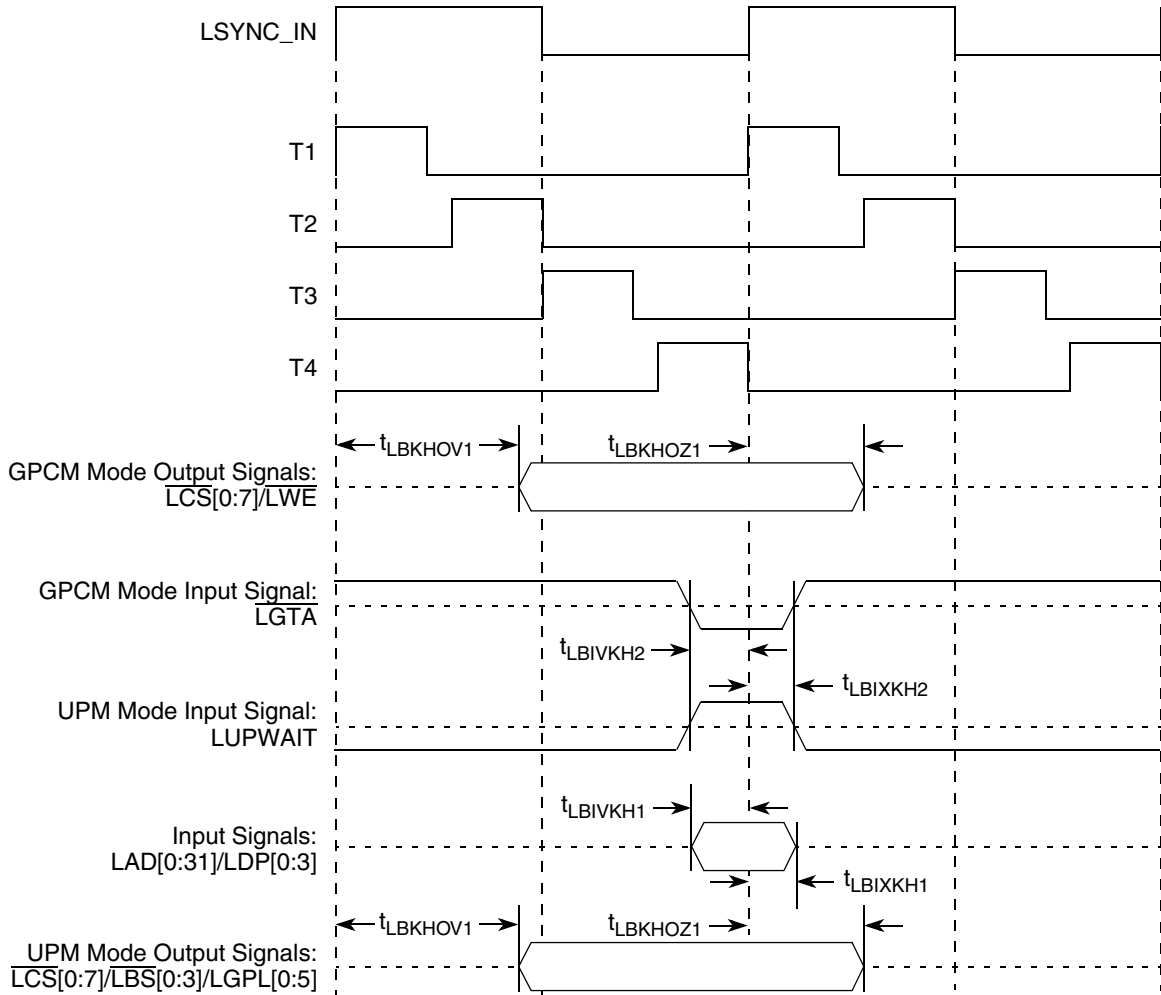 LSYNC_IN
T1
T2
T3
T4
tLBKHOV1
tLBKHOZ1
GPCM Mode Output Signals:
LCS[0:7]/LWE
GPCM Mode Input Signal:
LGTA
tLBIVKH2
tLBIXKH2
UPM Mode Input Signal:
LUPWAIT
tLBIVKH1
Input Signals:
LAD[0:31]/LDP[0:3]
tLBIXKH1
tLBKHOV1
tLBKHOZ1
UPM Mode Output Signals:
LCS[0:7]/LBS[0:3]/LGPL[0:5]